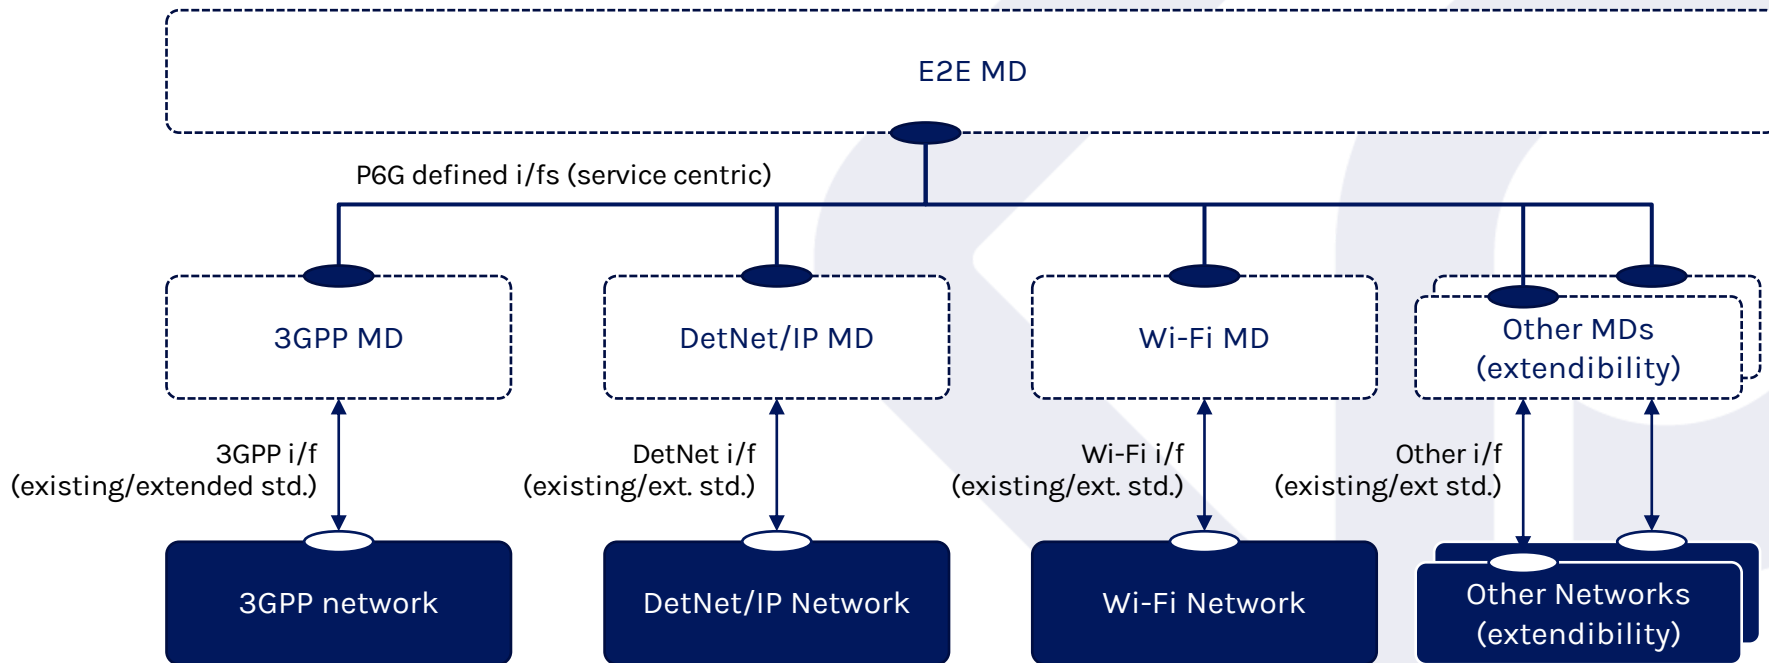 E2E MD
P6G defined i/fs (service centric)
3GPP MD
DetNet/IP MD
Wi-Fi MD
Other MDs
(extendibility)
3GPP i/f
(existing/extended std.)
DetNet i/f
(existing/ext. std.)
Wi-Fi i/f
(existing/ext. std.)
Other i/f
(existing/ext std.)
3GPP network
DetNet/IP Network
Wi-Fi Network
Other Networks
(extendibility)